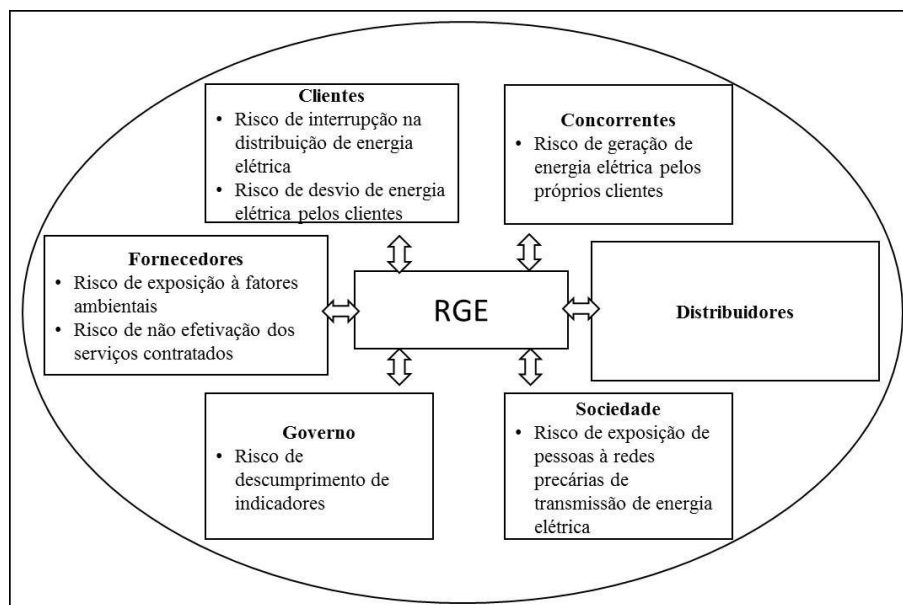 Clientes
• Risco de interrupção na
distribuição de energia
elétrica
• Risco de desvio de energia
elétrica pelos clientes
Concorrentes
• Risco de geração de
energia elétrica pelos
próprios clientes
Fornecedores
• Risco de exposição à fatores
ambientais
• Risco de não efetivação dos
serviços contratados
RGE
Distribuidores
Governo
• Risco de
descumprimento de
indicadores
Sociedade
• Risco de exposição de
pessoas à redes
precárias de
transmissão de energia
elétrica